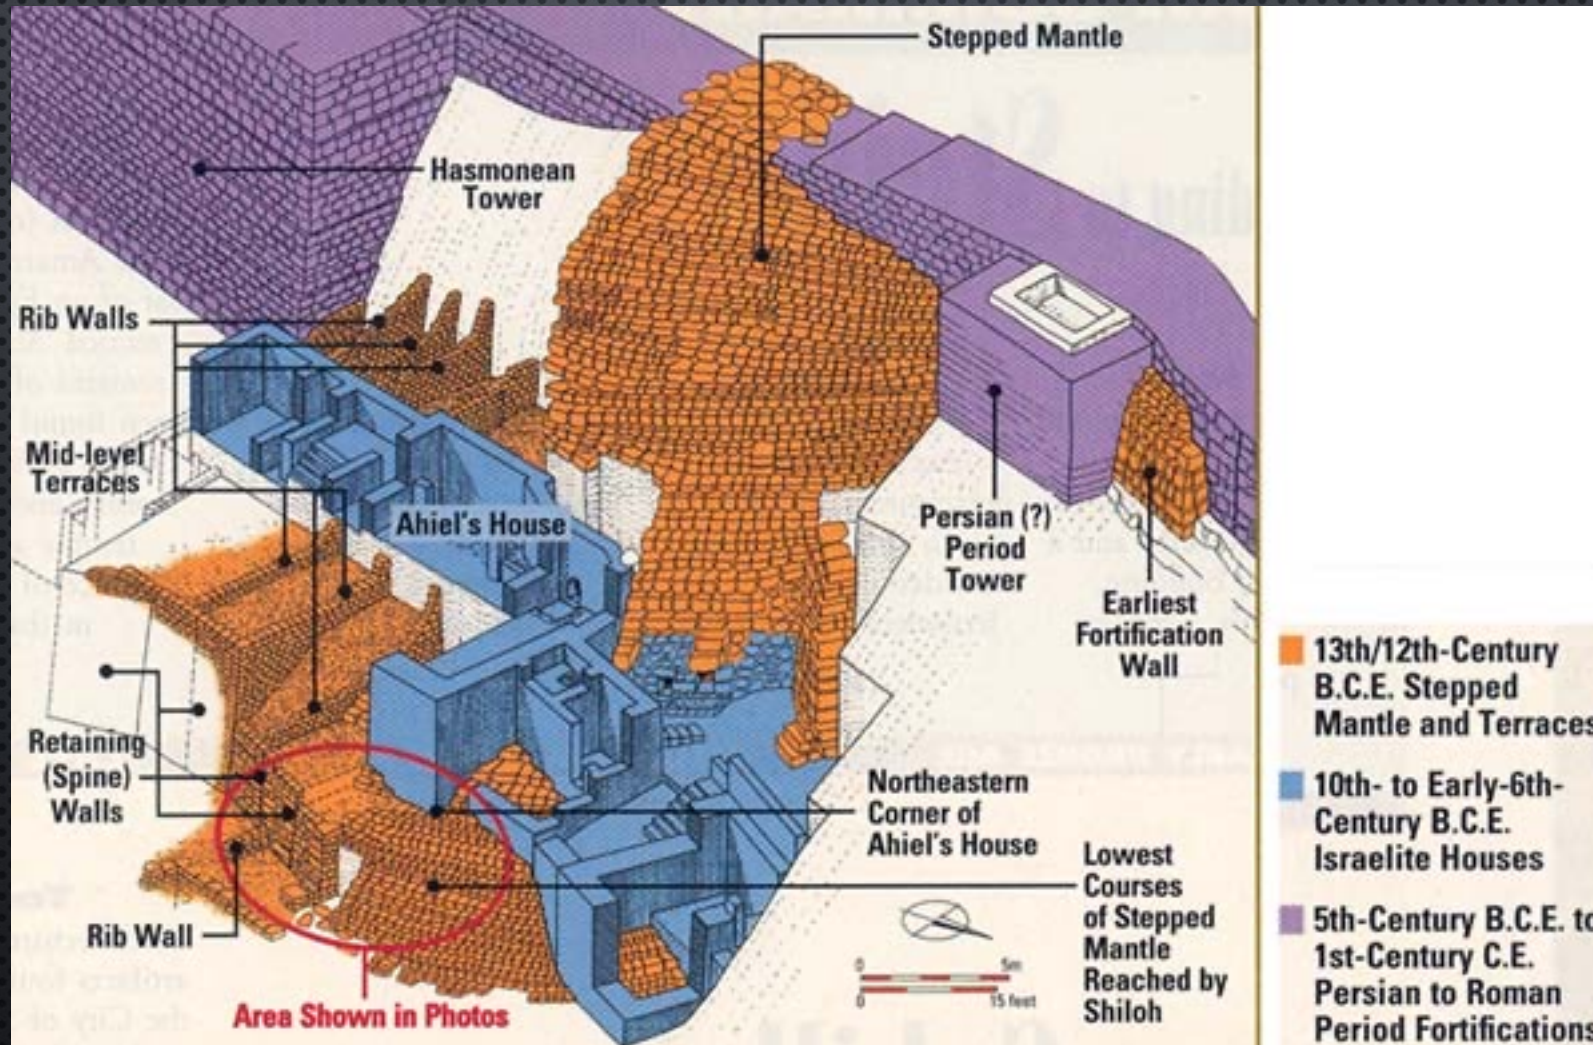 Stepped Mantle
Hasmonean
Tower
Rib Walls
Mid-level
Terraces
Ahiel's House
Persian (?)
Period
Tower
Earliest
Fortification
Wall
Retaining
(Spine)
Walls
Northeastern
Corner of
Ahiel's House
Lowest
Courses
of Stepped
Mantle
Reached by
Shiloh
Rib Wall
Area Shown in Photos
0 5m
0 15 feet
13th/12th-Century
B.C.E. Stepped
Mantle and Terraces
10th- to Early-6th-
Century B.C.E.
Israelite Houses
5th-Century B.C.E. to
1st-Century C.E.
Persian to Roman
Period Fortifications